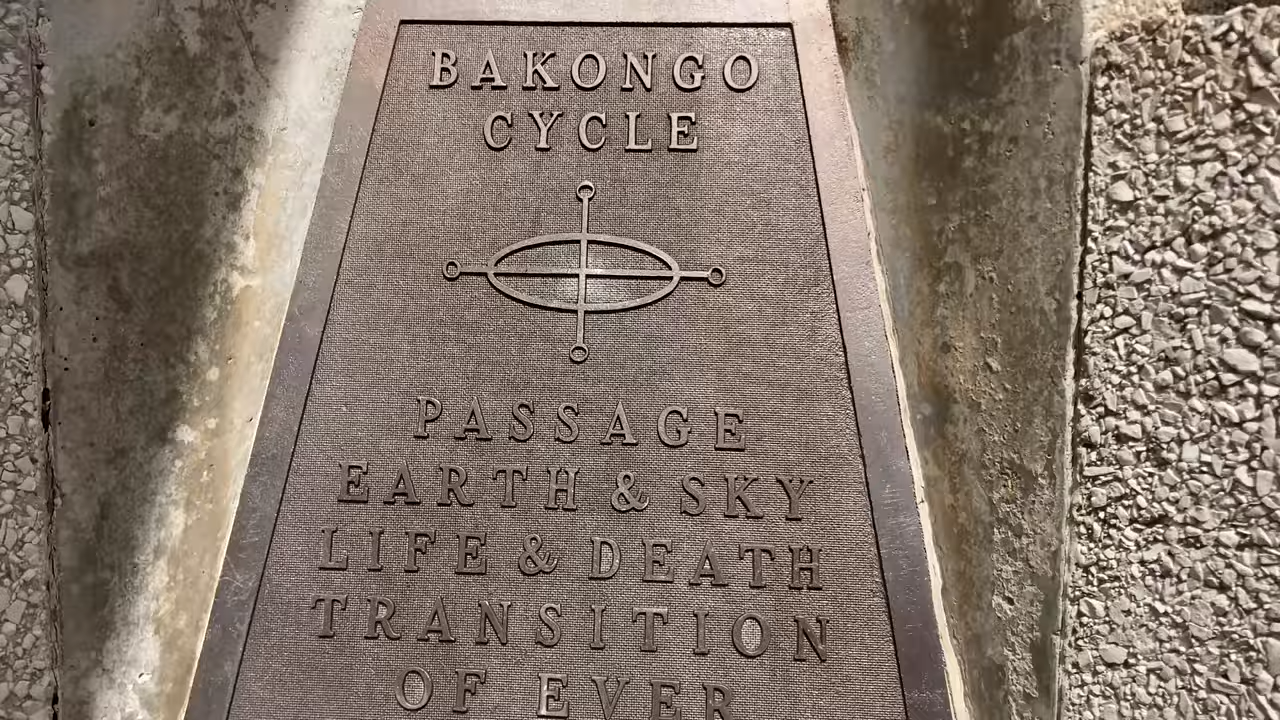 BAKONGO
CYCLE
PASSAGE
EARTH & SKY
LIFE & DEATH
TRANSITION
OF EVER